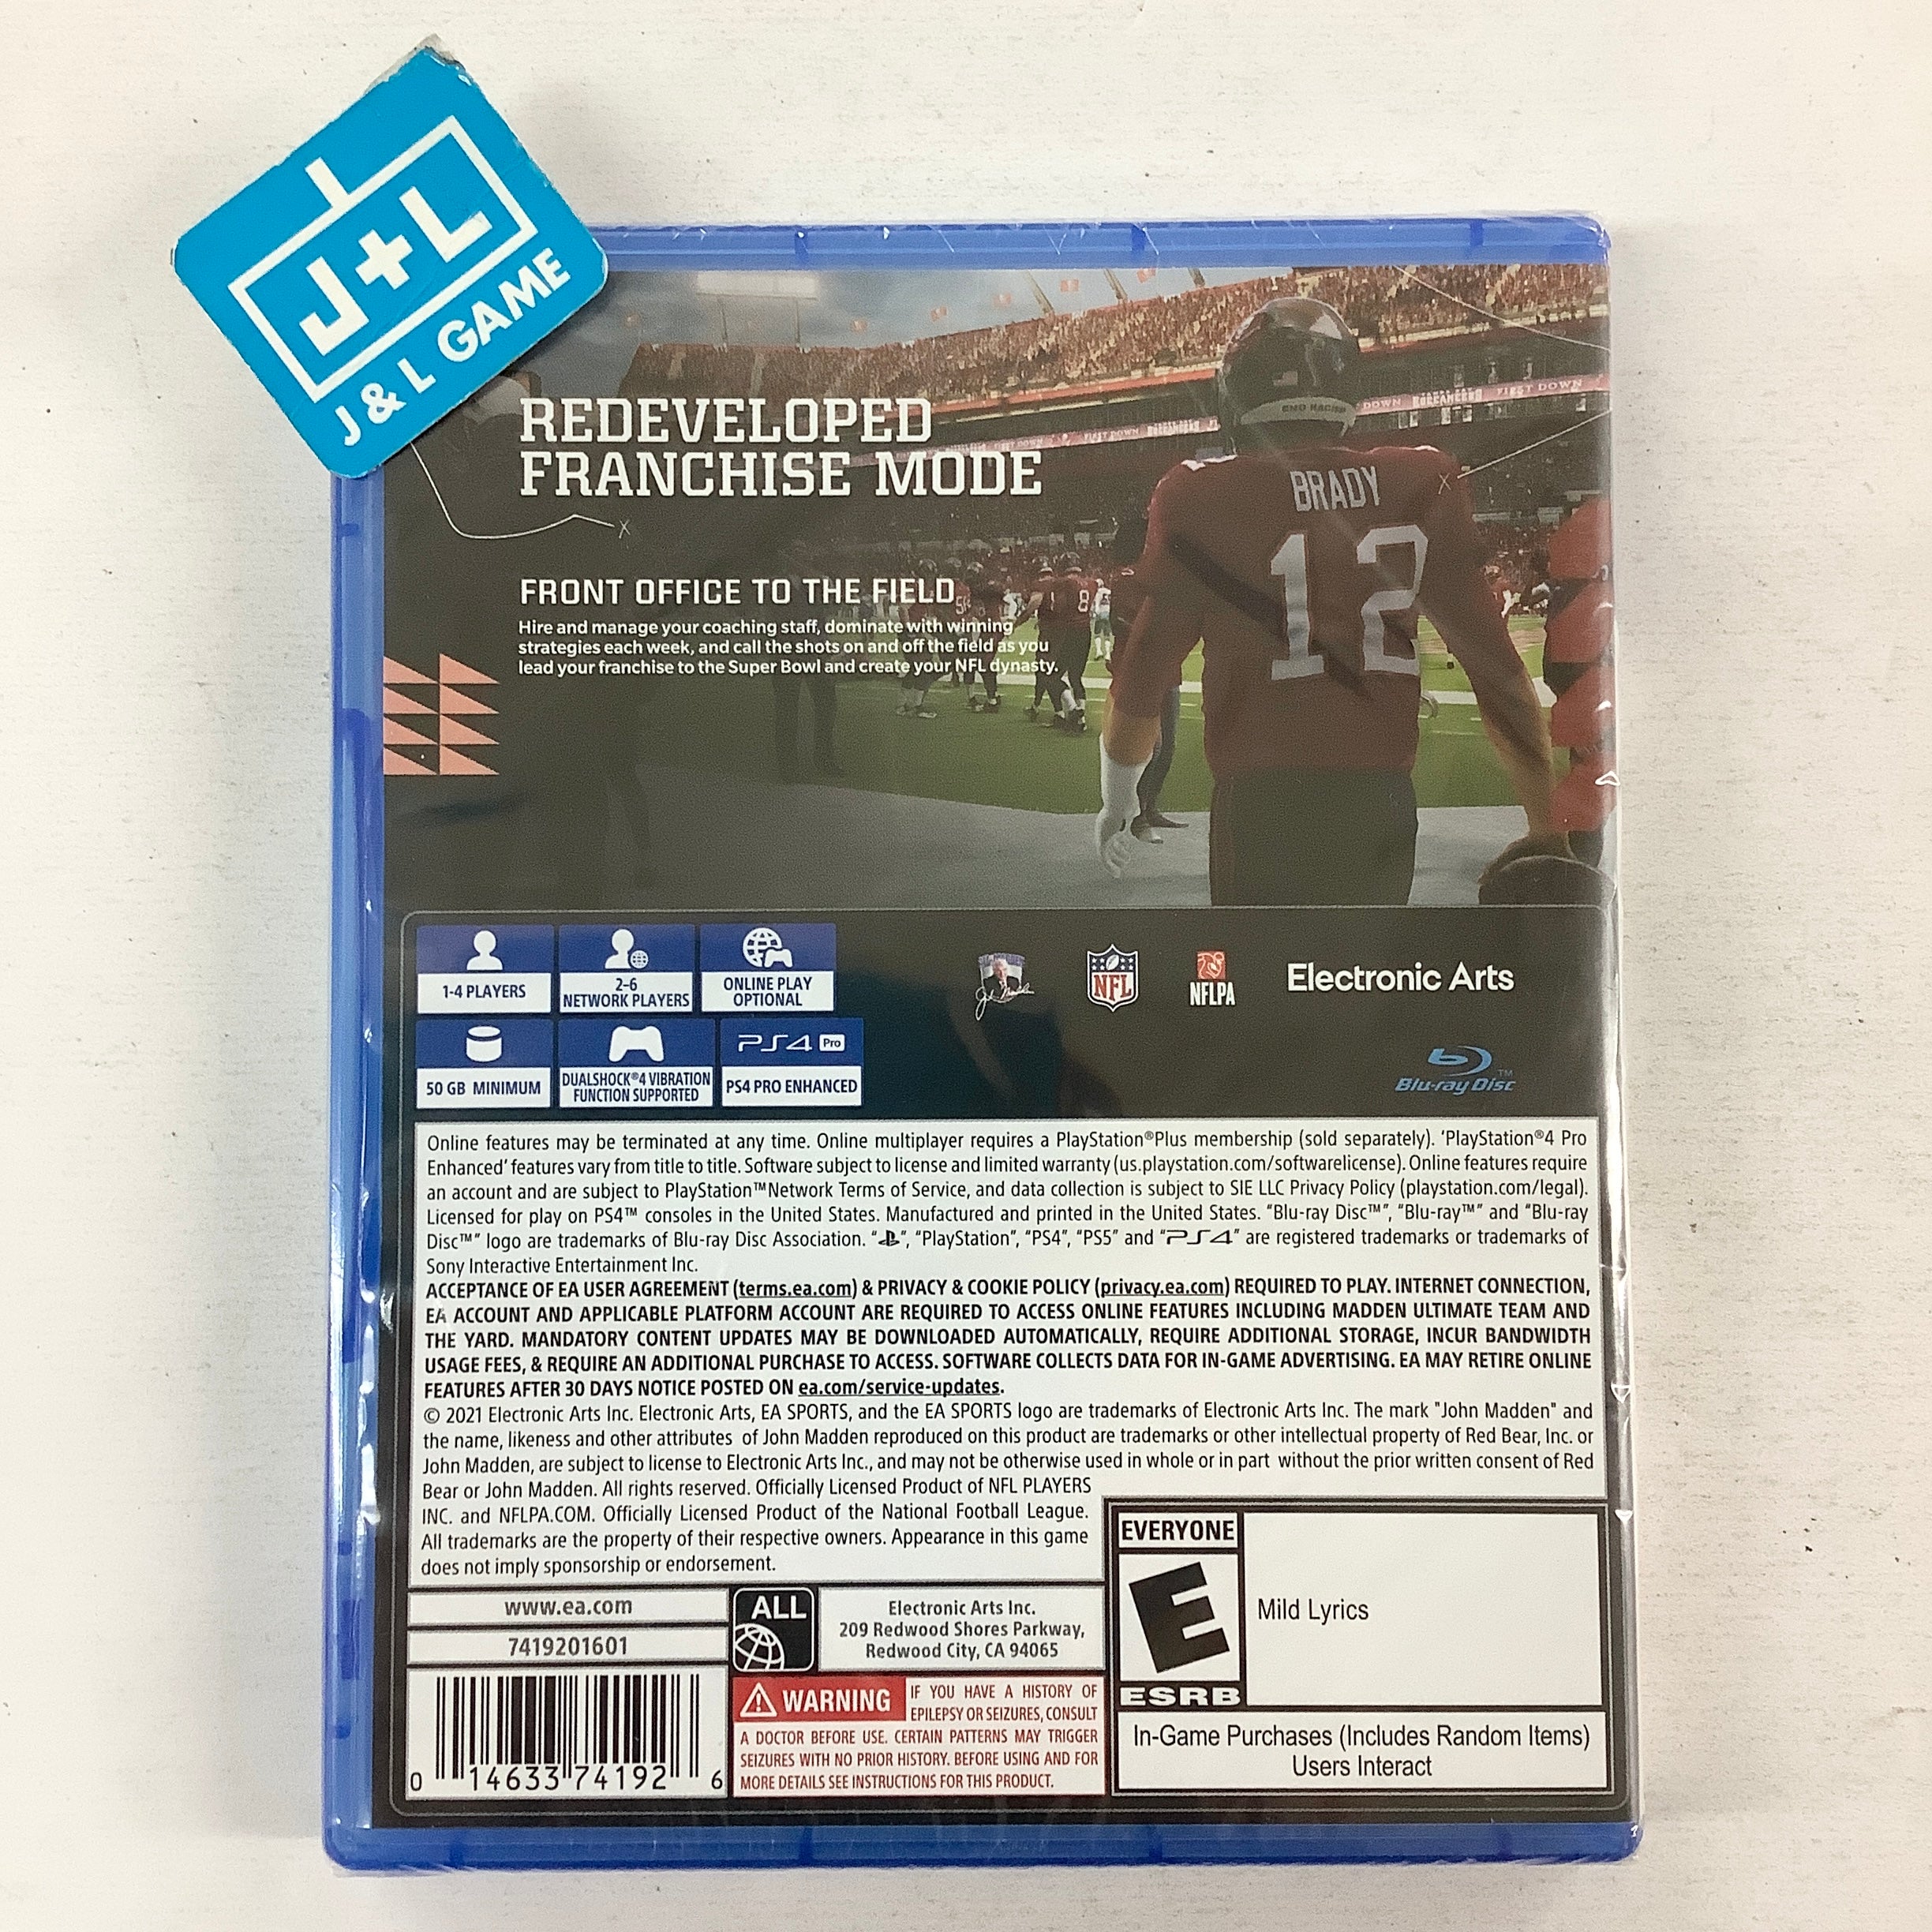 J+L
J & L GAME
REDEVELOPED
FRANCHISE MODE
FRONT OFFICE TO THE FIELD
Hire and manage your coaching staff, dominate with winning
strategies each week, and call the shots on and off the field as you
lead your franchise to the Super Bowl and create your NFL dynasty.
FIRST DOWN
DOWN
BUCCANEERS
FIRST DOWN
BRADY
12
8
1-4 PLAYERS
2-6
NETWORK PLAYERS
ONLINE PLAY
OPTIONAL
50 GB MINIMUM
DUALSHOCK®4 VIBRATION
FUNCTION SUPPORTED
PS4 Pro
PS4 PRO ENHANCED
NFL
NFLPA
Electronic Arts
Blu-ray Disc™
Online features may be terminated at any time. Online multiplayer requires a PlayStation®Plus membership (sold separately). 'PlayStation®4 Pro
Enhanced' features vary from title to title. Software subject to license and limited warranty (us.playstation.com/softwarelicense). Online features require
an account and are subject to PlayStation™Network Terms of Service, and data collection is subject to SIE LLC Privacy Policy (playstation.com/legal).
Licensed for play on PS4™ consoles in the United States. Manufactured and printed in the United States. "Blu-ray Disc™", "Blu-ray™" and "Blu-ray
Disc™" logo are trademarks of Blu-ray Disc Association. "", "PlayStation", "PS4", "PS5" and "PS4" are registered trademarks or trademarks of
Sony Interactive Entertainment Inc.
ACCEPTANCE OF EA USER AGREEMENT (terms.ea.com) & PRIVACY & COOKIE POLICY (privacy.ea.com) REQUIRED TO PLAY. INTERNET CONNECTION,
EA ACCOUNT AND APPLICABLE PLATFORM ACCOUNT ARE REQUIRED TO ACCESS ONLINE FEATURES INCLUDING MADDEN ULTIMATE TEAM AND
THE YARD. MANDATORY CONTENT UPDATES MAY BE DOWNLOADED AUTOMATICALLY, REQUIRE ADDITIONAL STORAGE, INCUR BANDWIDTH
USAGE FEES, & REQUIRE AN ADDITIONAL PURCHASE TO ACCESS. SOFTWARE COLLECTS DATA FOR IN-GAME ADVERTISING. EA MAY RETIRE ONLINE
FEATURES AFTER 30 DAYS NOTICE POSTED ON ea.com/service-updates.
© 2021 Electronic Arts Inc. Electronic Arts, EA SPORTS, and the EA SPORTS logo are trademarks of Electronic Arts Inc. The mark "John Madden" and
the name, likeness and other attributes of John Madden reproduced on this product are trademarks or other intellectual property of Red Bear, Inc. or
John Madden, are subject to license to Electronic Arts Inc., and may not be otherwise used in whole or in part without the prior written consent of Red
Bear or John Madden. All rights reserved. Officially Licensed Product of NFL PLAYERS
INC. and NFLPA.COM. Officially Licensed Product of the National Football League.
All trademarks are the property of their respective owners. Appearance in this game
does not imply sponsorship or endorsement.
www.ea.com
7419201601
ALL
Electronic Arts Inc.
209 Redwood Shores Parkway,
Redwood City, CA 94065
0 14633 74192 6
WARNING IF YOU HAVE A HISTORY OF
EPILEPSY OR SEIZURES, CONSULT
A DOCTOR BEFORE USE. CERTAIN PATTERNS MAY TRIGGER
SEIZURES WITH NO PRIOR HISTORY. BEFORE USING AND FOR
MORE DETAILS SEE INSTRUCTIONS FOR THIS PRODUCT.
EVERYONE
E
ESRB
Mild Lyrics
In-Game Purchases (Includes Random Items)
Users Interact